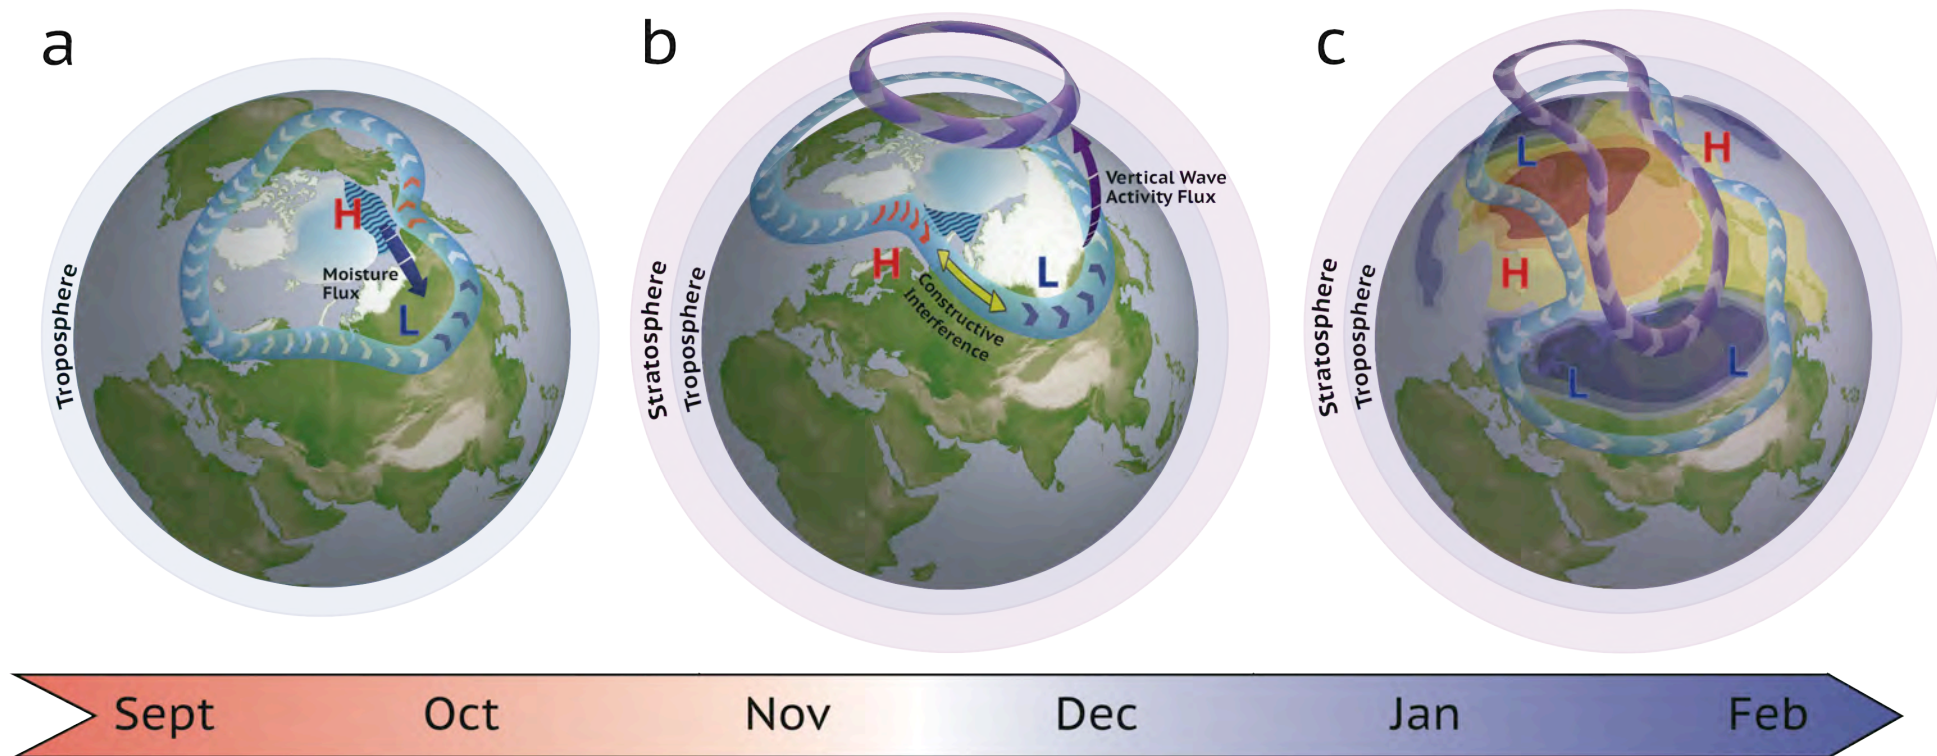 a
Troposphere
H
Moisture
Flux
L
b
Stratosphere
Troposphere
Vertical Wave
Activity Flux
H
L
Constructive
Interference
c
Stratosphere
Troposphere
L
H
H
L
L
Sept Oct Nov Dec Jan Feb